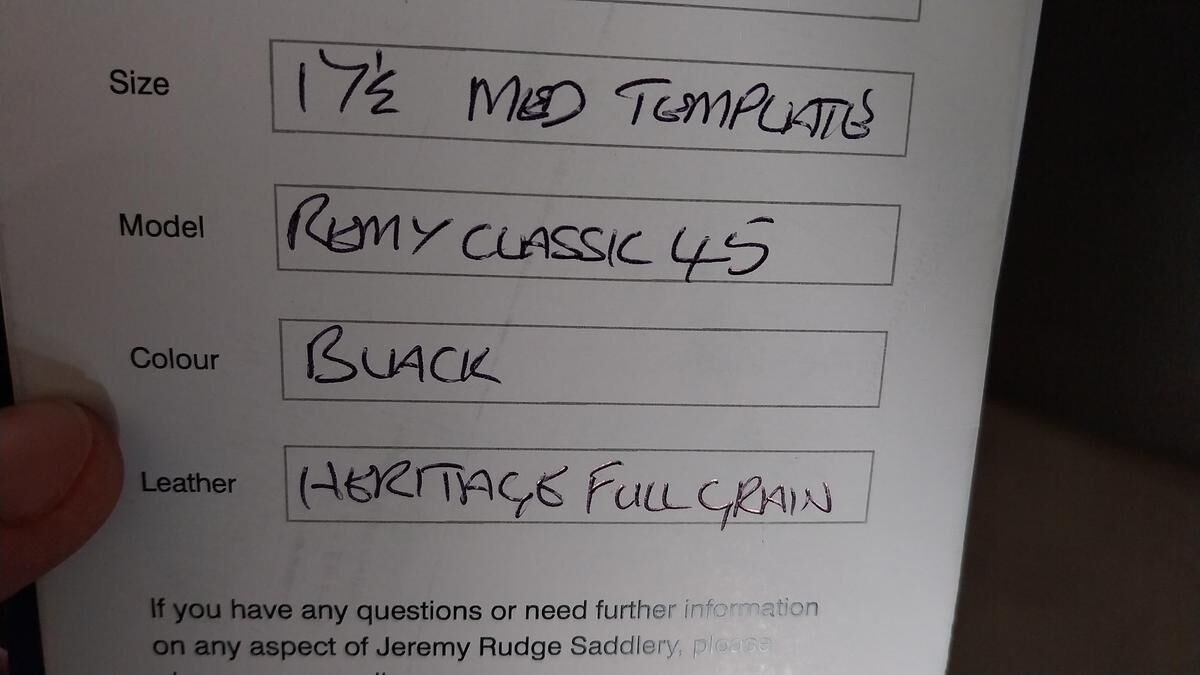 Size 17½ MED TEMPLATE
Model REMY CLASSIC 45
Colour BLACK
Leather HERITAGE FULL GRAIN
If you have any questions or need further information
on any aspect of Jeremy Rudge Saddlery, please